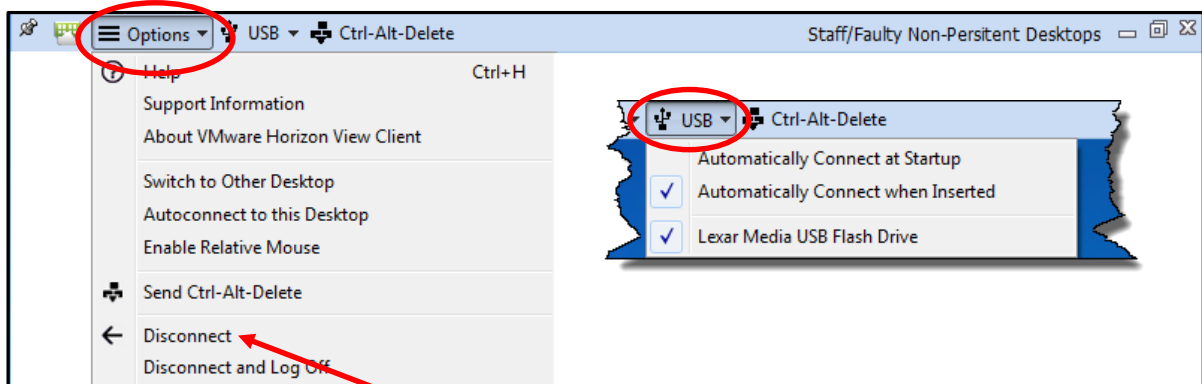 Options USB Ctrl-Alt-Delete Staff/Faulty Non-Persitent Desktops
Help Ctrl+H
Support Information
About VMware Horizon View Client
Switch to Other Desktop
Autoconnect to this Desktop
Enable Relative Mouse
Send Ctrl-Alt-Delete
Disconnect
Disconnect and Log Off
USB Ctrl-Alt-Delete
Automatically Connect at Startup
Automatically Connect when Inserted
Lexar Media USB Flash Drive